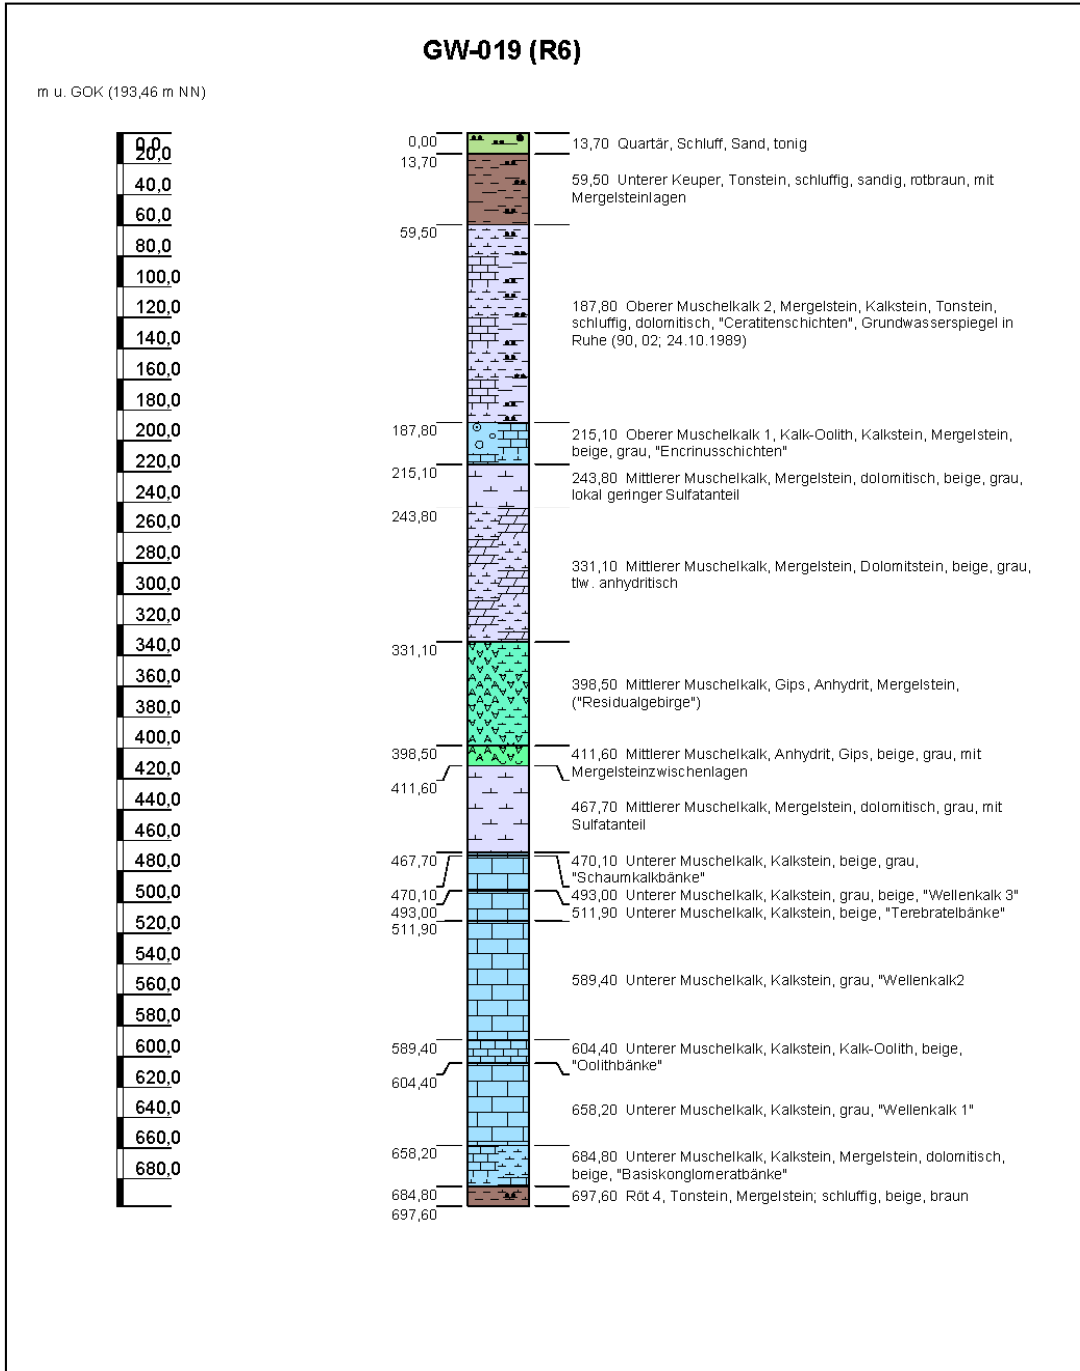 GW-019 (R6)
m u. GOK (193,46 m NN)
0,0
20,0
40,0
60,0
80,0
100,0
120,0
140,0
160,0
180,0
200,0
220,0
240,0
260,0
280,0
300,0
320,0
340,0
360,0
380,0
400,0
420,0
440,0
460,0
480,0
500,0
520,0
540,0
560,0
580,0
600,0
620,0
640,0
660,0
680,0
0,00
13,70
59,50
187,80
215,10
243,80
331,10
398,50
411,60
467,70
470,10
493,00
511,90
589,40
604,40
658,20
684,80
697,60
13,70 Quartär, Schluff, Sand, tonig
59,50 Unterer Keuper, Tonstein, schluffig, sandig, rotbraun, mit
Mergelsteinlagen
187,80 Oberer Muschelkalk 2, Mergelstein, Kalkstein, Tonstein,
schluffig, dolomitisch, "Ceratitenschichten", Grundwasserspiegel in
Ruhe (90, 02; 24.10.1989)
215,10 Oberer Muschelkalk 1, Kalk-Oolith, Kalkstein, Mergelstein,
beige, grau, "Encrinusschichten"
243,80 Mittlerer Muschelkalk, Mergelstein, dolomitisch, beige, grau,
lokal geringer Sulfatanteil
331,10 Mittlerer Muschelkalk, Mergelstein, Dolomitstein, beige, grau,
tlw. anhydritisch
398,50 Mittlerer Muschelkalk, Gips, Anhydrit, Mergelstein,
("Residualgebirge")
411,60 Mittlerer Muschelkalk, Anhydrit, Gips, beige, grau, mit
Mergelsteinzwischenlagen
467,70 Mittlerer Muschelkalk, Mergelstein, dolomitisch, grau, mit
Sulfatanteil
470,10 Unterer Muschelkalk, Kalkstein, beige, grau,
"Schaumkalkbänke"
493,00 Unterer Muschelkalk, Kalkstein, grau, beige, "Wellenkalk 3"
511,90 Unterer Muschelkalk, Kalkstein, beige, "Terebratelbänke"
589,40 Unterer Muschelkalk, Kalkstein, grau, "Wellenkalk2
604,40 Unterer Muschelkalk, Kalkstein, Kalk-Oolith, beige,
"Oolithbänke"
658,20 Unterer Muschelkalk, Kalkstein, grau, "Wellenkalk 1"
684,80 Unterer Muschelkalk, Kalkstein, Mergelstein, dolomitisch,
beige, "Basiskonglomeratbänke"
697,60 Röt 4, Tonstein, Mergelstein; schluffig, beige, braun